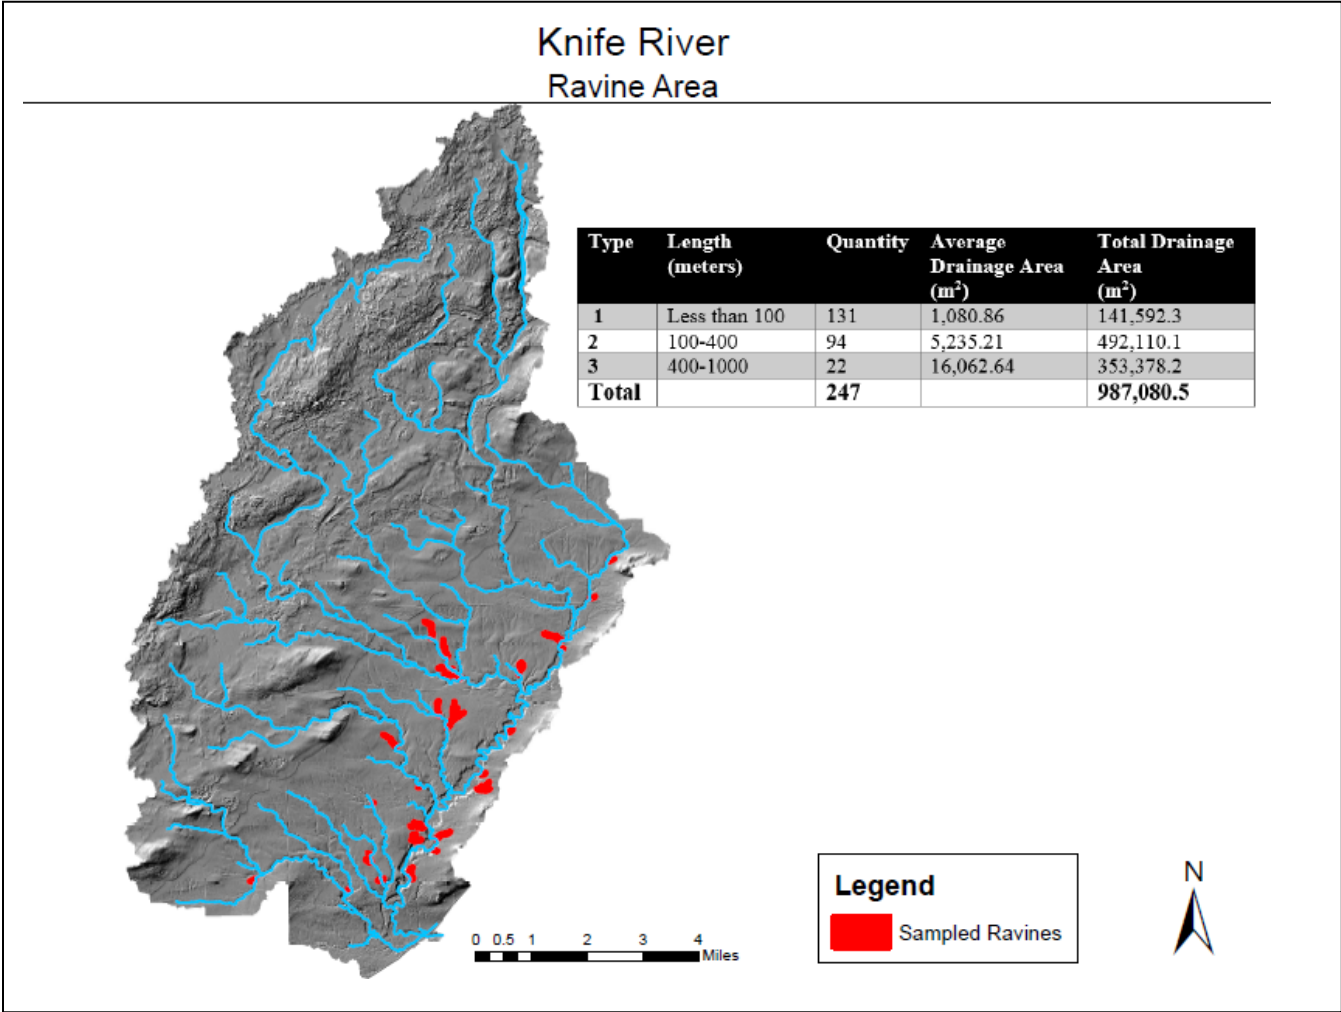 Knife River
Ravine Area
Type Length (meters) Quantity Average Drainage Area (m²) Total Drainage Area (m²)
1 Less than 100 131 1,080.86 141,592.3
2 100-400 94 5,235.21 492,110.1
3 400-1000 22 16,062.64 353,378.2
Total 247 987,080.5
Legend
Sampled Ravines
N
0 0.5 1 2 3 4
Miles